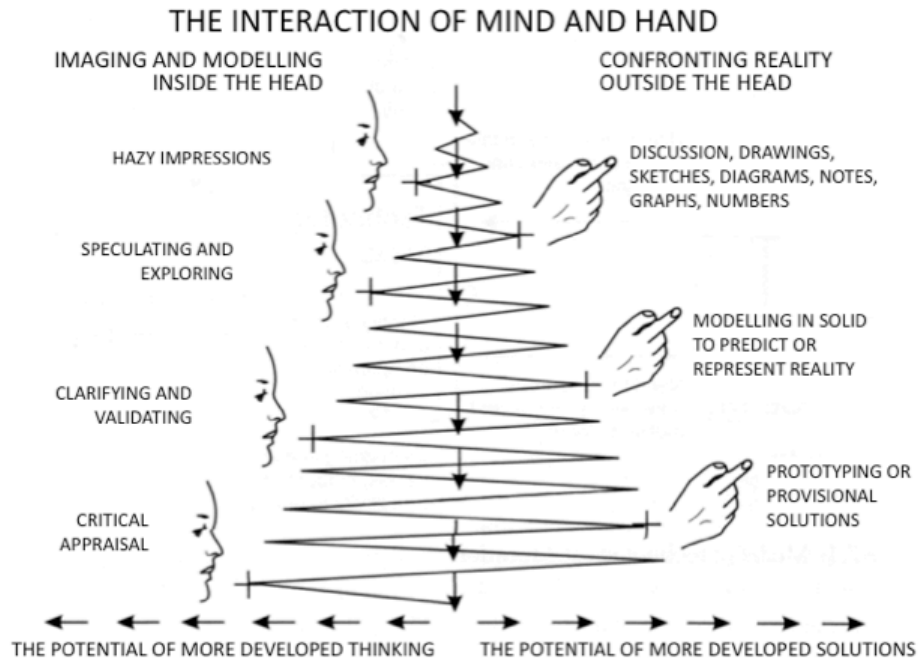 THE INTERACTION OF MIND AND HAND
IMAGING AND MODELLING
INSIDE THE HEAD
CONFRONTING REALITY
OUTSIDE THE HEAD
HAZY IMPRESSIONS
DISCUSSION, DRAWINGS,
SKETCHES, DIAGRAMS, NOTES,
GRAPHS, NUMBERS
SPECULATING AND
EXPLORING
MODELLING IN SOLID
TO PREDICT OR
REPRESENT REALITY
CLARIFYING AND
VALIDATING
PROTOTYPING OR
PROVISIONAL
SOLUTIONS
CRITICAL
APPRAISAL
THE POTENTIAL OF MORE DEVELOPED THINKING
THE POTENTIAL OF MORE DEVELOPED SOLUTIONS